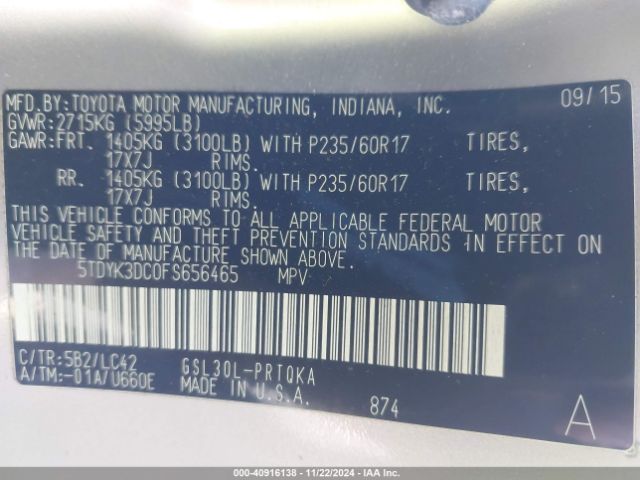 MFD.BY:TOYOTA MOTOR MANUFACTURING, INDIANA, INC. 09/15
GVWR:2715KG (5995LB)
GAWR:FRT. 1405KG (3100LB) WITH P235/60R17 TIRES,
17X7J RIMS.
RR. 1405KG (3100LB) WITH P235/60R17 TIRES,
17X7J RIMS.
THIS VEHICLE CONFORMS TO ALL APPLICABLE FEDERAL MOTOR
VEHICLE SAFETY AND THEFT PREVENTION STANDARDS IN EFFECT ON
THE DATE OF MANUFACTURE SHOWN ABOVE.
5TDYK3DC0FS656465 MPV
C/TR:5B2/LC42 GSL30L-PRTQKA
A/TM:-01A/U660E MADE IN U.S.A.
874 A
000-40916138 - 11/22/2024 - IAA Inc.